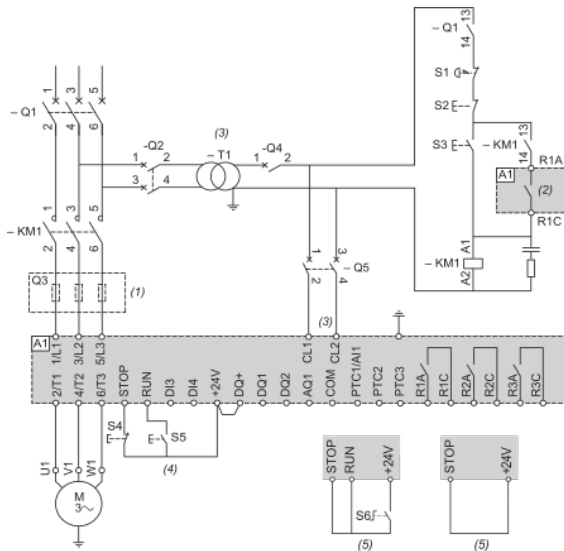 – Q1
13
14
S1
S2
S3
– KM1
13
14
R1A
A1
(2)
R1C
A1
– KM1
A2
– Q1
1
3
5
2
4
6
-Q2
1
2
3
4
(3)
– T1
-Q4
1
2
– KM1
1
3
5
2
4
6
1
3
– Q5
2
4
Q3
(1)
(3)
A1
1/L1
3/L2
5/L3
CL1
CL2
2/T1
4/T2
6/T3
STOP
RUN
DI3
DI4
+24V
DQ+
DQ1
DQ2
AQ1
COM
PTC1/AI1
PTC2
PTC3
R1A
R1C
R2A
R2C
R3A
R3C
S4
S5
(4)
U1
V1
W1
M
3
STOP
RUN
+24V
S6
(5)
STOP
+24V
(5)